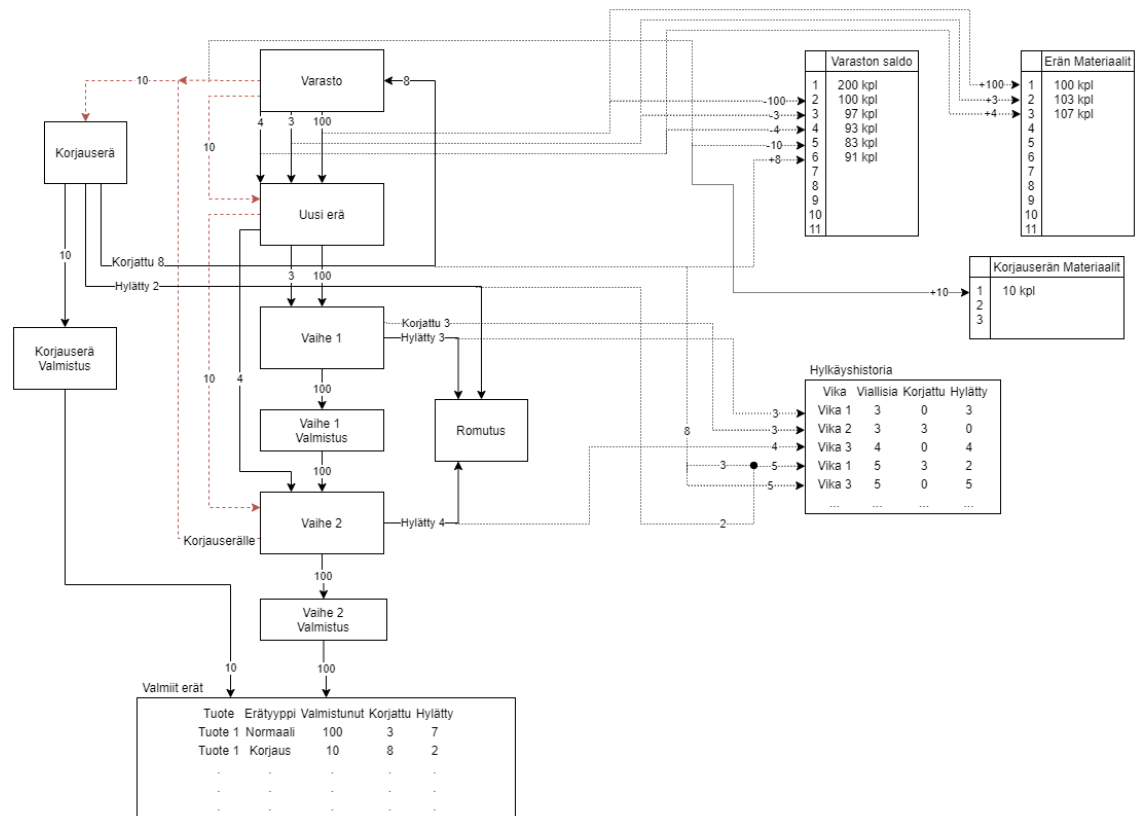 Varaston saldo
1 200 kpl
2 100 kpl
3 97 kpl
4 93 kpl
5 83 kpl
6 91 kpl
7
8
9
10
11
Erän Materiaalit
1 100 kpl
2 103 kpl
3 107 kpl
4
5
6
7
8
9
10
11
+100
+3
+4
-100
-3
-4
-10
+8
Varasto
8
10
4
3
100
Korjauserä
10
Uusi erä
10
Korjattu 8
3
100
Hylätty 2
Korjauserän Materiaalit
1 10 kpl
2
3
+10
Vaihe 1
Korjattu 3
Hylätty 3
Korjauserä
Valmistus
10
4
100
Vaihe 1
Valmistus
100
Romutus
Hylkäyshistoria
Vika Viallisia Korjattu Hylätty
Vika 1 3 0 3
Vika 2 3 3 0
Vika 3 4 0 4
Vika 1 5 3 2
Vika 3 5 0 5
... ... ... ...
3
3
8
4
3
5
5
2
Vaihe 2
Hylätty 4
Korjauserälle
100
Vaihe 2
Valmistus
10
100
Valmiit erät
Tuote Erätyyppi Valmistunut Korjattu Hylätty
Tuote 1 Normaali 100 3 7
Tuote 1 Korjaus 10 8 2
. . . . .
. . . . .
. . . . .